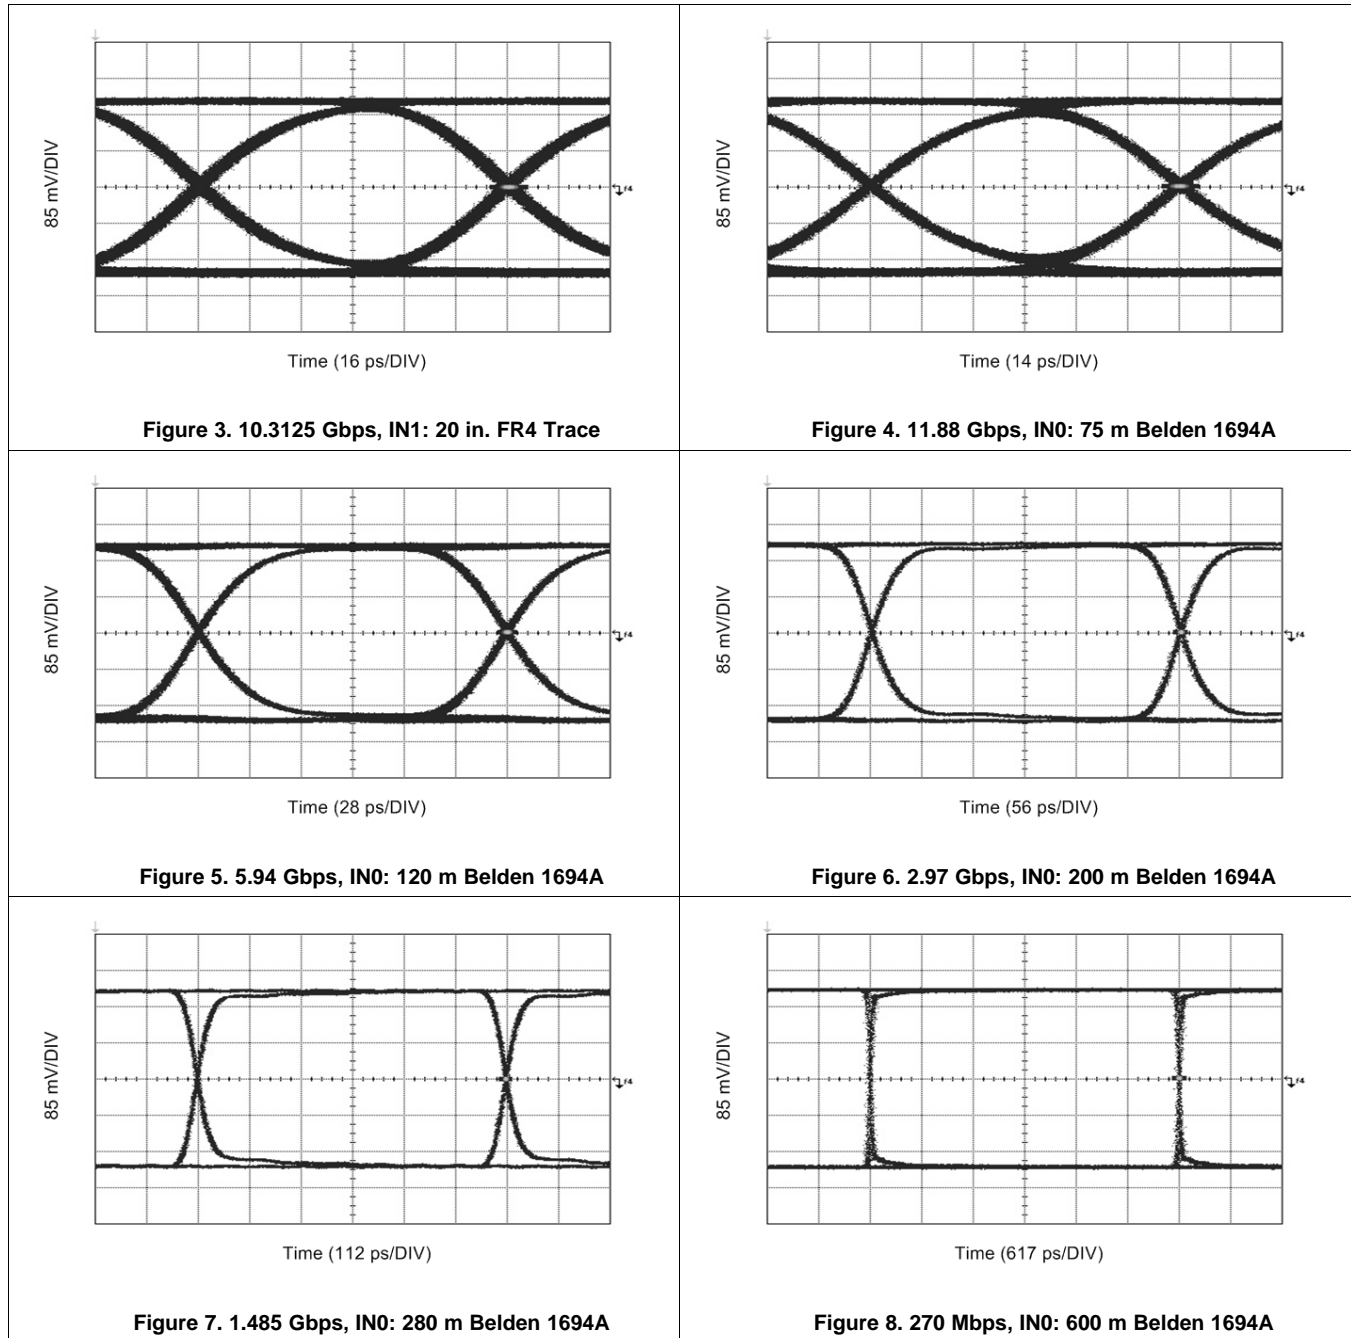 85 mV/DIV
Time (16 ps/DIV)
Figure 3. 10.3125 Gbps, IN1: 20 in. FR4 Trace
85 mV/DIV
Time (14 ps/DIV)
Figure 4. 11.88 Gbps, IN0: 75 m Belden 1694A
85 mV/DIV
Time (28 ps/DIV)
Figure 5. 5.94 Gbps, IN0: 120 m Belden 1694A
85 mV/DIV
Time (56 ps/DIV)
Figure 6. 2.97 Gbps, IN0: 200 m Belden 1694A
85 mV/DIV
Time (112 ps/DIV)
Figure 7. 1.485 Gbps, IN0: 280 m Belden 1694A
85 mV/DIV
Time (617 ps/DIV)
Figure 8. 270 Mbps, IN0: 600 m Belden 1694A